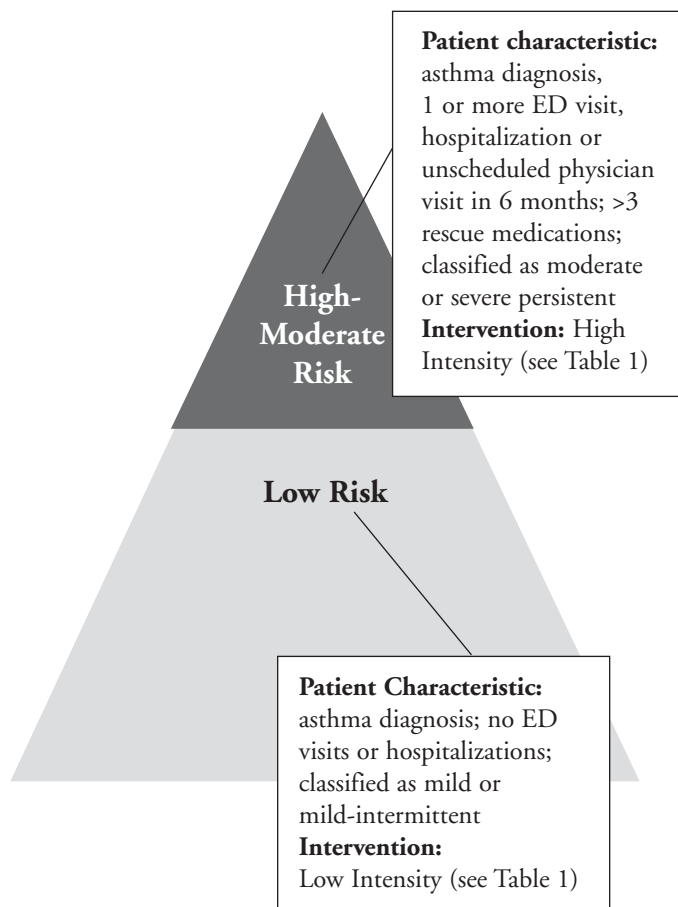 Patient characteristic:
asthma diagnosis,
1 or more ED visit,
hospitalization or
unscheduled physician
visit in 6 months; >3
rescue medications;
classified as moderate
or severe persistent
Intervention: High
Intensity (see Table 1)
High-
Moderate
Risk
Low Risk
Patient Characteristic:
asthma diagnosis; no ED
visits or hospitalizations;
classified as mild or
mild-intermittent
Intervention:
Low Intensity (see Table 1)